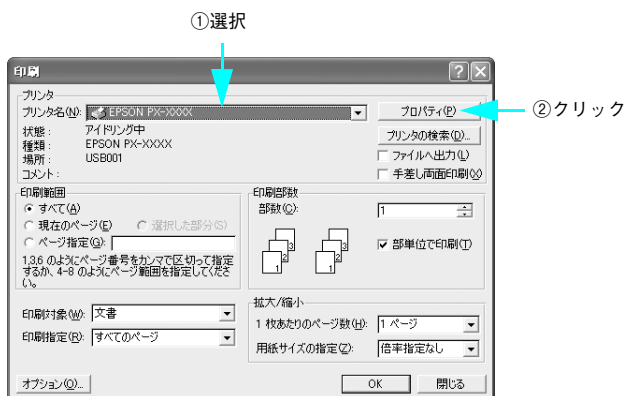 ①選択
印刷
プリンタ
プリンタ名(N): EPSON PX-XXXX プロパティ(P) ②クリック
状態: アイドリング中 プリンタの検索(D)...
種類: EPSON PX-XXXX
場所: USB001 ファイルへ出力(L)
コメント: 手差し両面印刷(X)
印刷範囲
すべて(A)
現在のページ(E) 選択した部分(S)
ページ指定(G):
1,3,6 のようにページ番号をカンマで区切って指定
するか、4-8 のようにページ範囲を指定してくださ
い。
印刷部数
部数(C): 1
3 3
2 2
1 1
部単位で印刷(T)
印刷対象(W): 文書
印刷指定(R): すべてのページ
拡大/縮小
1 枚あたりのページ数(H): 1 ページ
用紙サイズの指定(Z): 倍率指定なし
オプション(O)... OK 閉じる